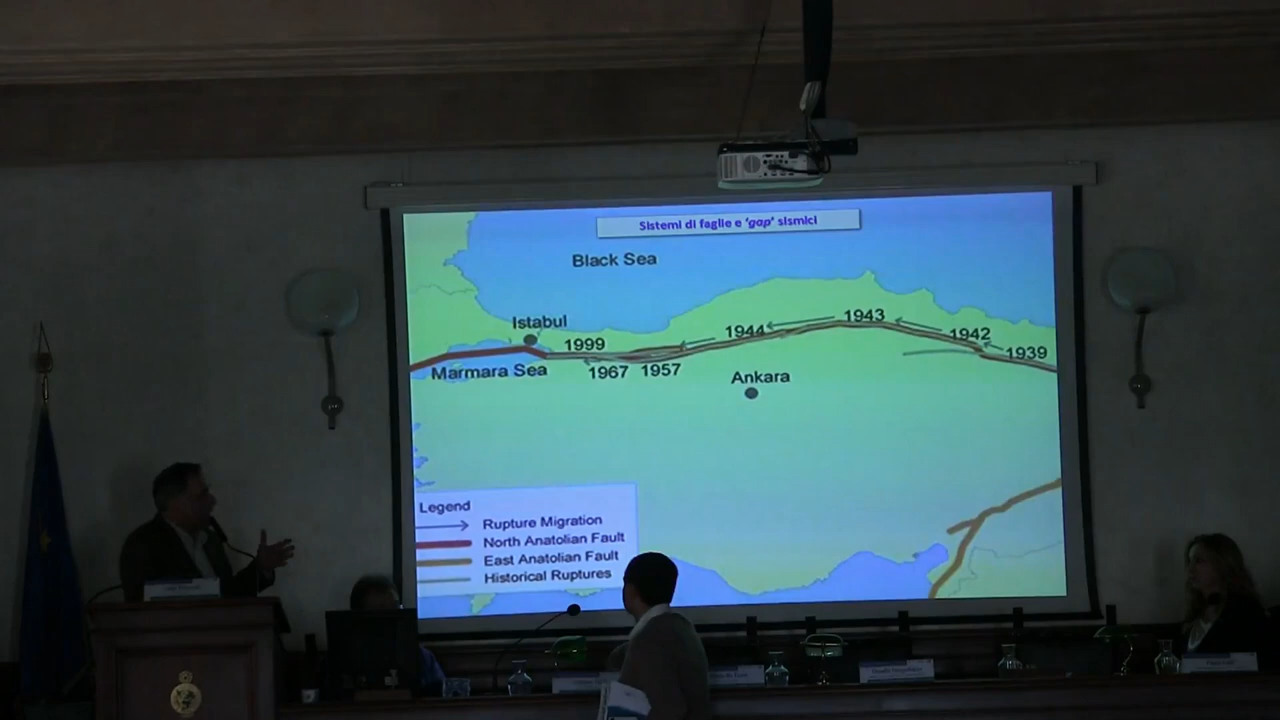 Sistemi di faglie e 'gap' sismici
Black Sea
Istabul
1999
1944
1943
1942
1939
Marmara Sea
1967
1957
Ankara
Legend
Rupture Migration
North Anatolian Fault
East Anatolian Fault
Historical Ruptures